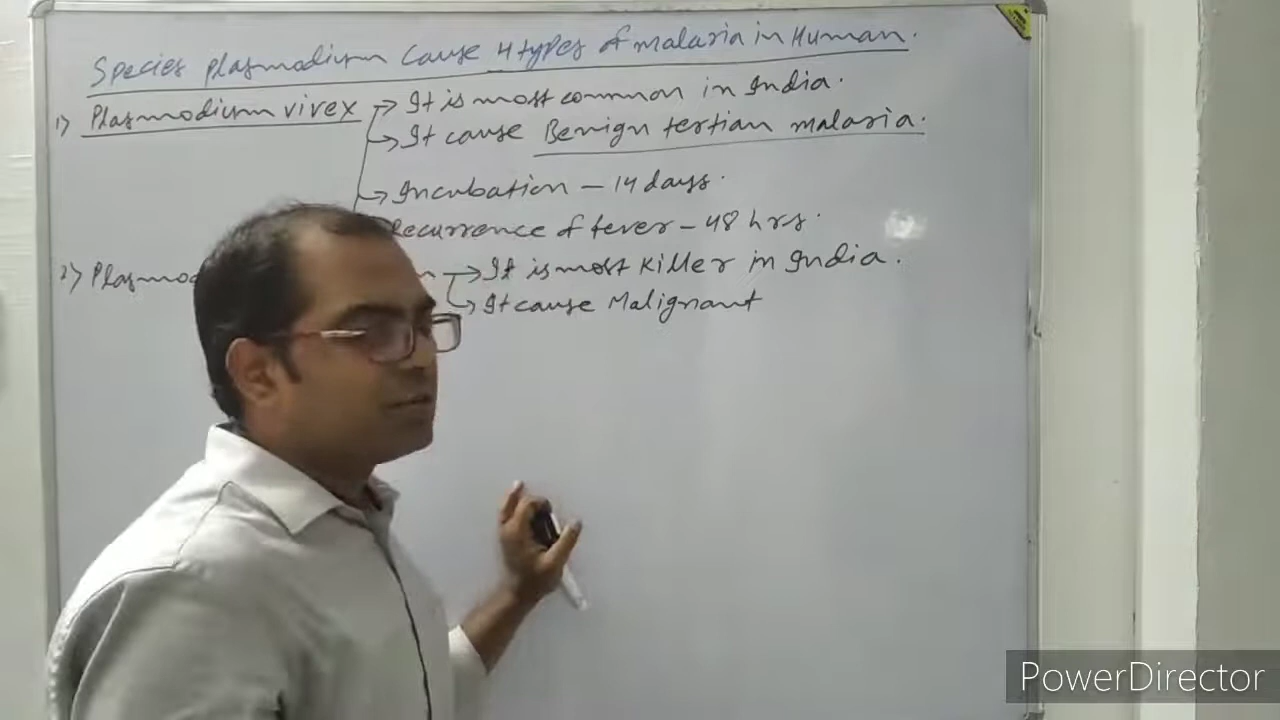 Species plasmodium cause 4 types of malaria in Human.
1) Plasmodium vivex → It is most common in India.
→ It cause Benign tertian malaria.
→ Incubation - 14 days.
Recurrence of fever - 48 hrs.
2) Plasmod → It is most Killer in India.
→ It cause Malignant
PowerDirector